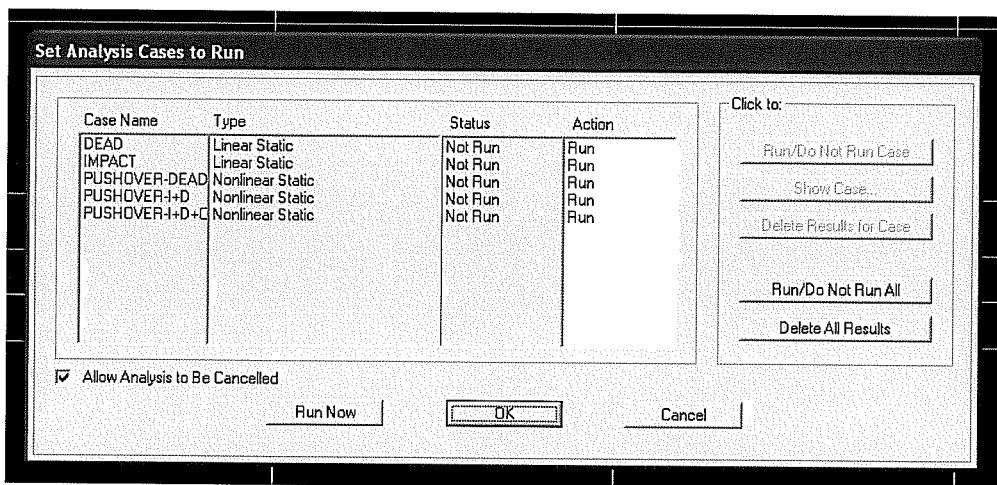 Set Analysis Cases to Run
Case Name Type Status Action
DEAD Linear Static Not Run Run
IMPACT Linear Static Not Run Run
PUSHOVER-DEAD Nonlinear Static Not Run Run
PUSHOVER-I+D Nonlinear Static Not Run Run
PUSHOVER-I+D+D Nonlinear Static Not Run Run
Click to:
Run/Do Not Run Case
Show Case...
Delete Results for Case
Run/Do Not Run All
Delete All Results
Allow Analysis to Be Cancelled
Run Now OK Cancel